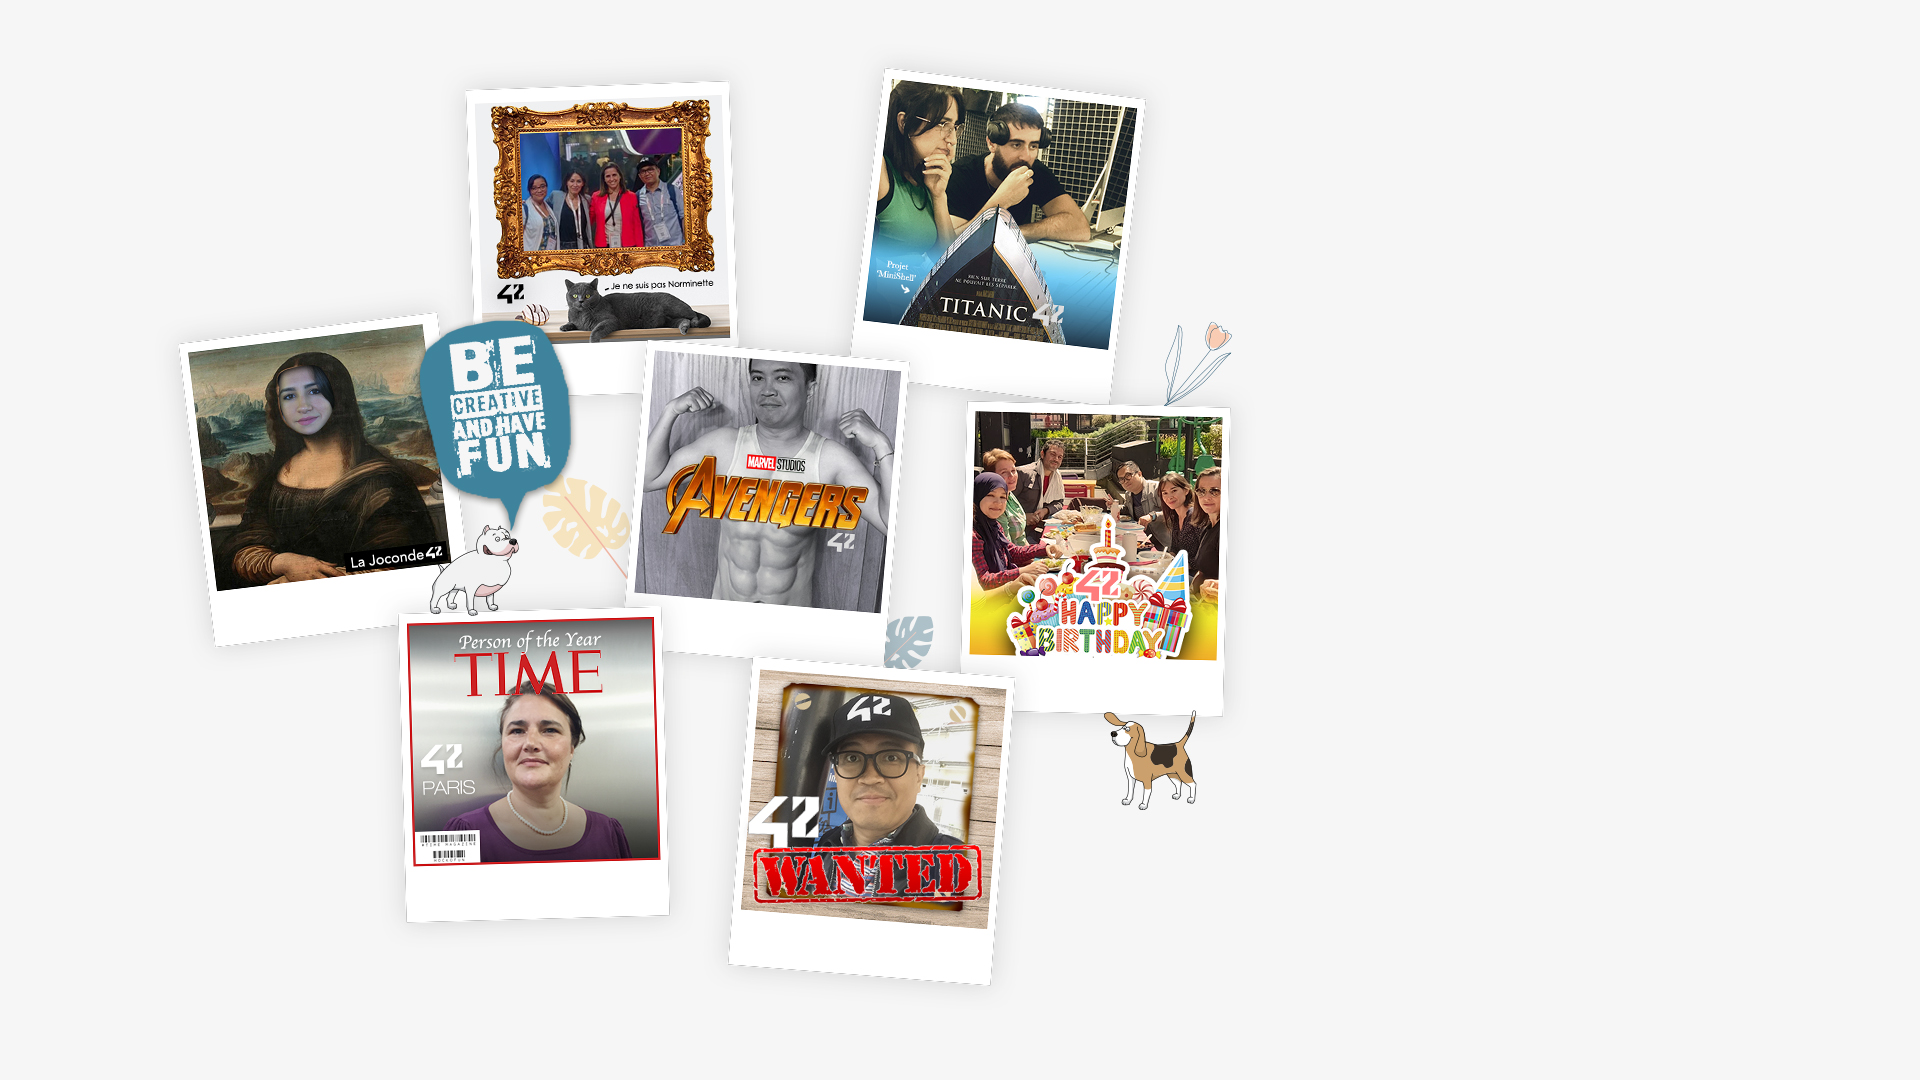 42
Je ne suis pas Norminette
Projet
'MiniShell'
RIEN SUR TERRE
NE POUVAIT LES SÉPARER.
TITANIC 42
La Joconde 42
BE
CREATIVE
AND HAVE
FUN
MARVEL STUDIOS
AVENGERS
42
42
HAPPY
BIRTHDAY
Person of the Year
TIME
42
PARIS
42
42
WANTED